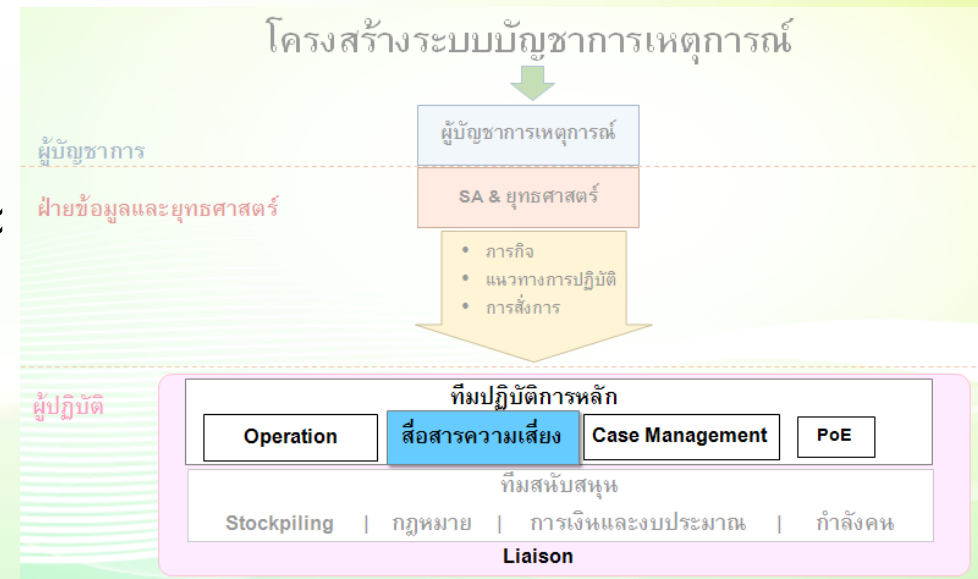 โครงสร้างระบบบัญชาการเหตุการณ์
ผู้บัญชาการเหตุการณ์
ผู้บัญชาการ
ฝ่ายข้อมูลและยุทธศาสตร์
SA & ยุทธศาสตร์
• ภารกิจ
• แนวทางการปฏิบัติ
• การสั่งการ
ผู้ปฏิบัติ
ทีมปฏิบัติการหลัก
Operation สื่อสารความเสี่ยง Case Management PoE
ทีมสนับสนุน
Stockpiling | กฎหมาย | การเงินและงบประมาณ | กำลังคน
Liaison